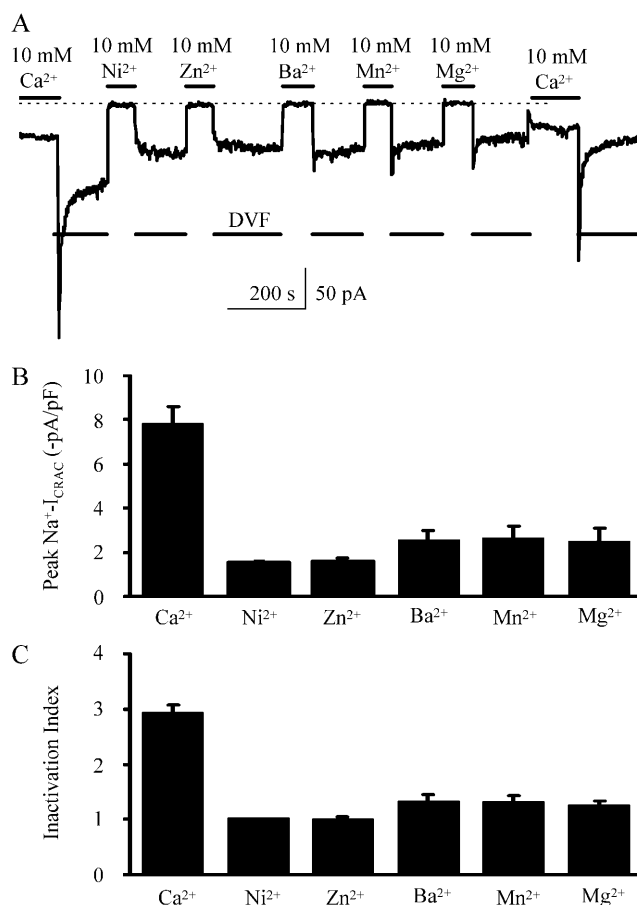 A
10 mM 10 mM 10 mM 10 mM 10 mM 10 mM 10 mM
Ca²⁺ Ni²⁺ Zn²⁺ Ba²⁺ Mn²⁺ Mg²⁺ Ca²⁺
DVF
200 s 50 pA
B
Peak Na⁺-I_CRAC (-pA/pF)
10
8
6
4
2
0
Ca²⁺ Ni²⁺ Zn²⁺ Ba²⁺ Mn²⁺ Mg²⁺
C
Inactivation Index
4
3
2
1
0
Ca²⁺ Ni²⁺ Zn²⁺ Ba²⁺ Mn²⁺ Mg²⁺